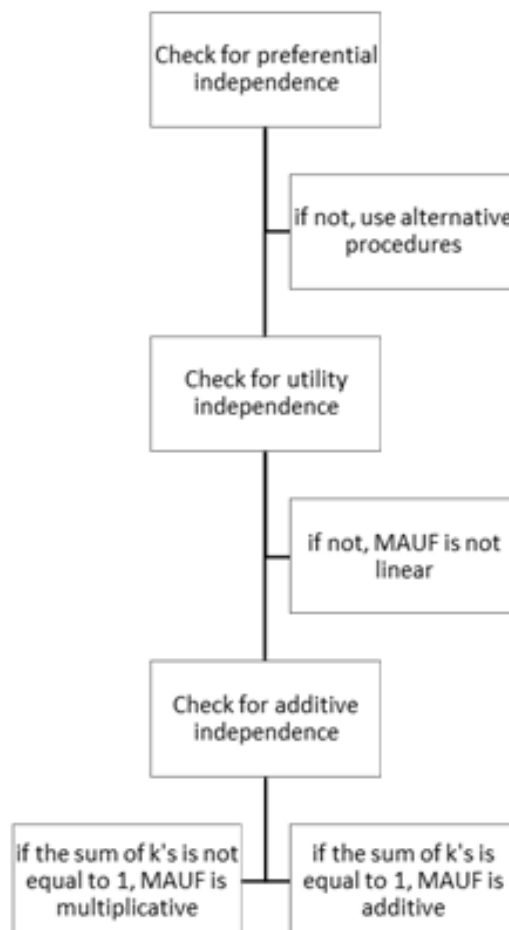 Check for preferential
independence
if not, use alternative
procedures
Check for utility
independence
if not, MAUF is not
linear
Check for additive
independence
if the sum of k's is not
equal to 1, MAUF is
multiplicative
if the sum of k's is
equal to 1, MAUF is
additive